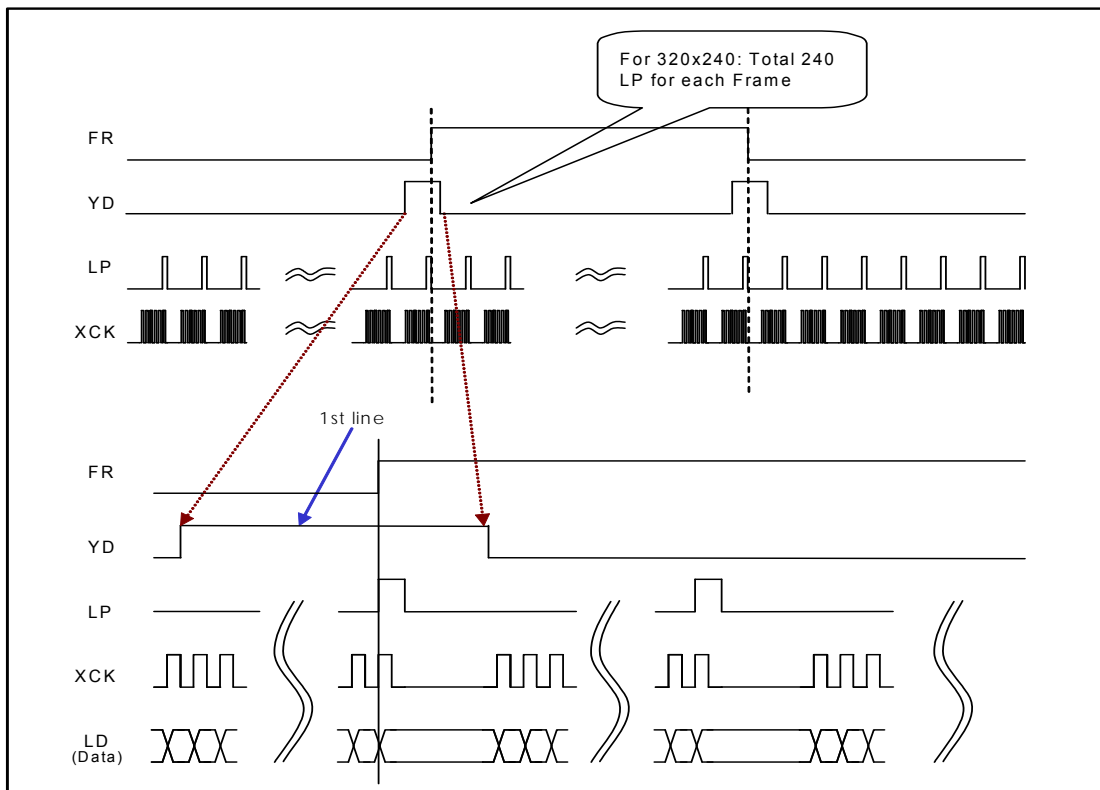 For 320x240: Total 240
LP for each Frame
FR
YD
LP
XCK
1st line
FR
YD
LP
XCK
LD
(Data)